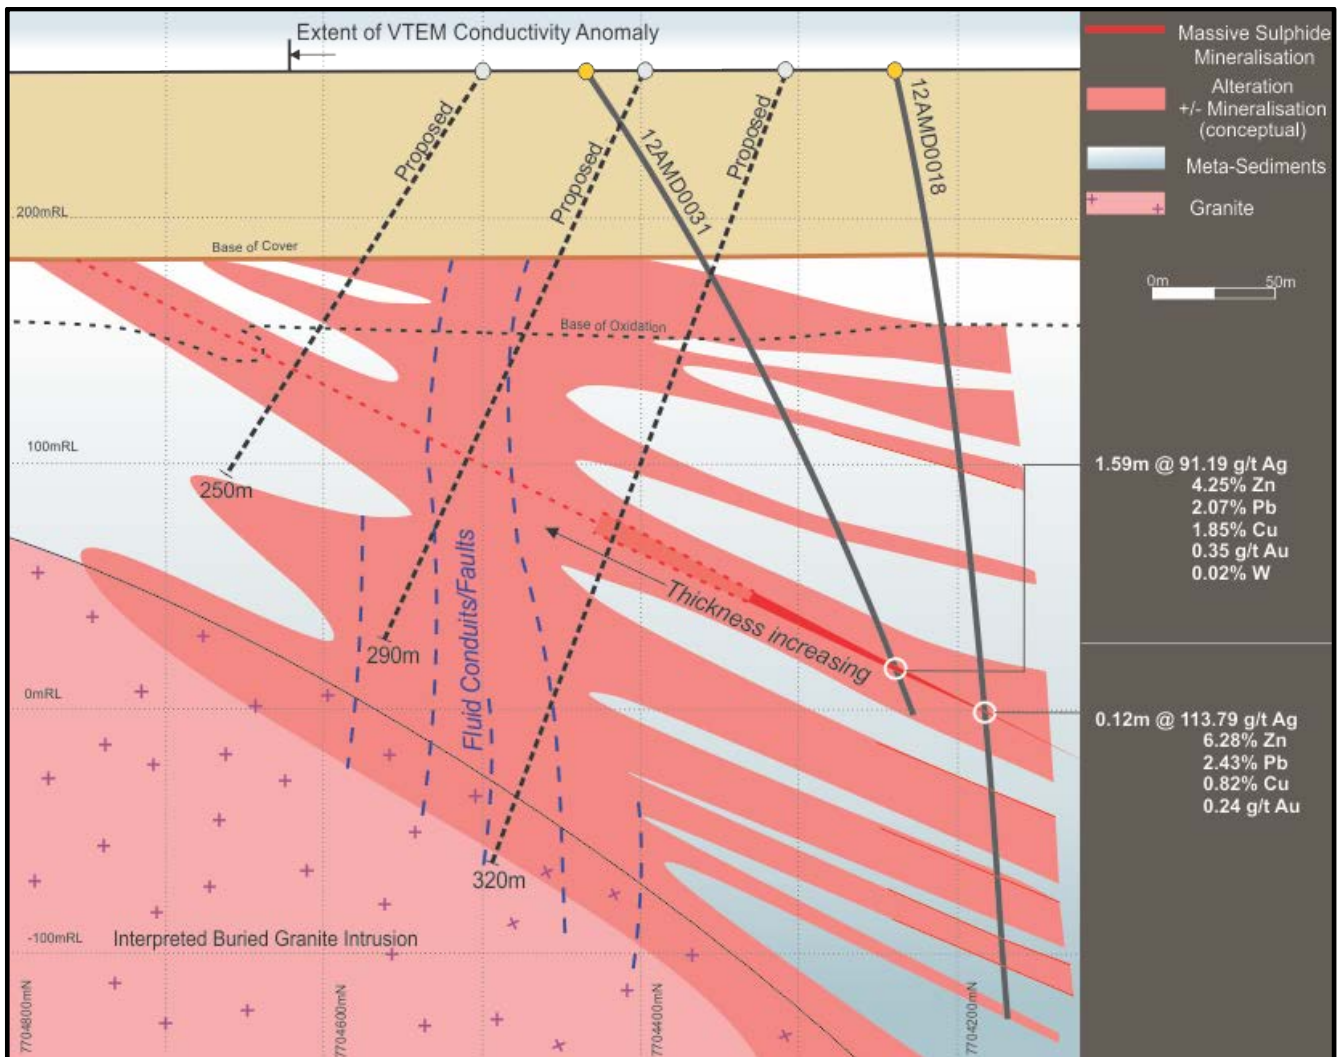 Extent of VTEM Conductivity Anomaly
Massive Sulphide
Mineralisation
Alteration
+/- Mineralisation
(conceptual)
Meta-Sediments
Granite
0m
50m
Proposed
Proposed
12AMD0031
Proposed
12AMD0018
200mRL
Base of Cover
Base of Oxidation
100mRL
250m
290m
320m
Fluid Conduits/Faults
Thickness increasing
1.59m @ 91.19 g/t Ag
4.25% Zn
2.07% Pb
1.85% Cu
0.35 g/t Au
0.02% W
0mRL
0.12m @ 113.79 g/t Ag
6.28% Zn
2.43% Pb
0.82% Cu
0.24 g/t Au
-100mRL
Interpreted Buried Granite Intrusion
7704800mN
7704600mN
7704400mN
7704200mN